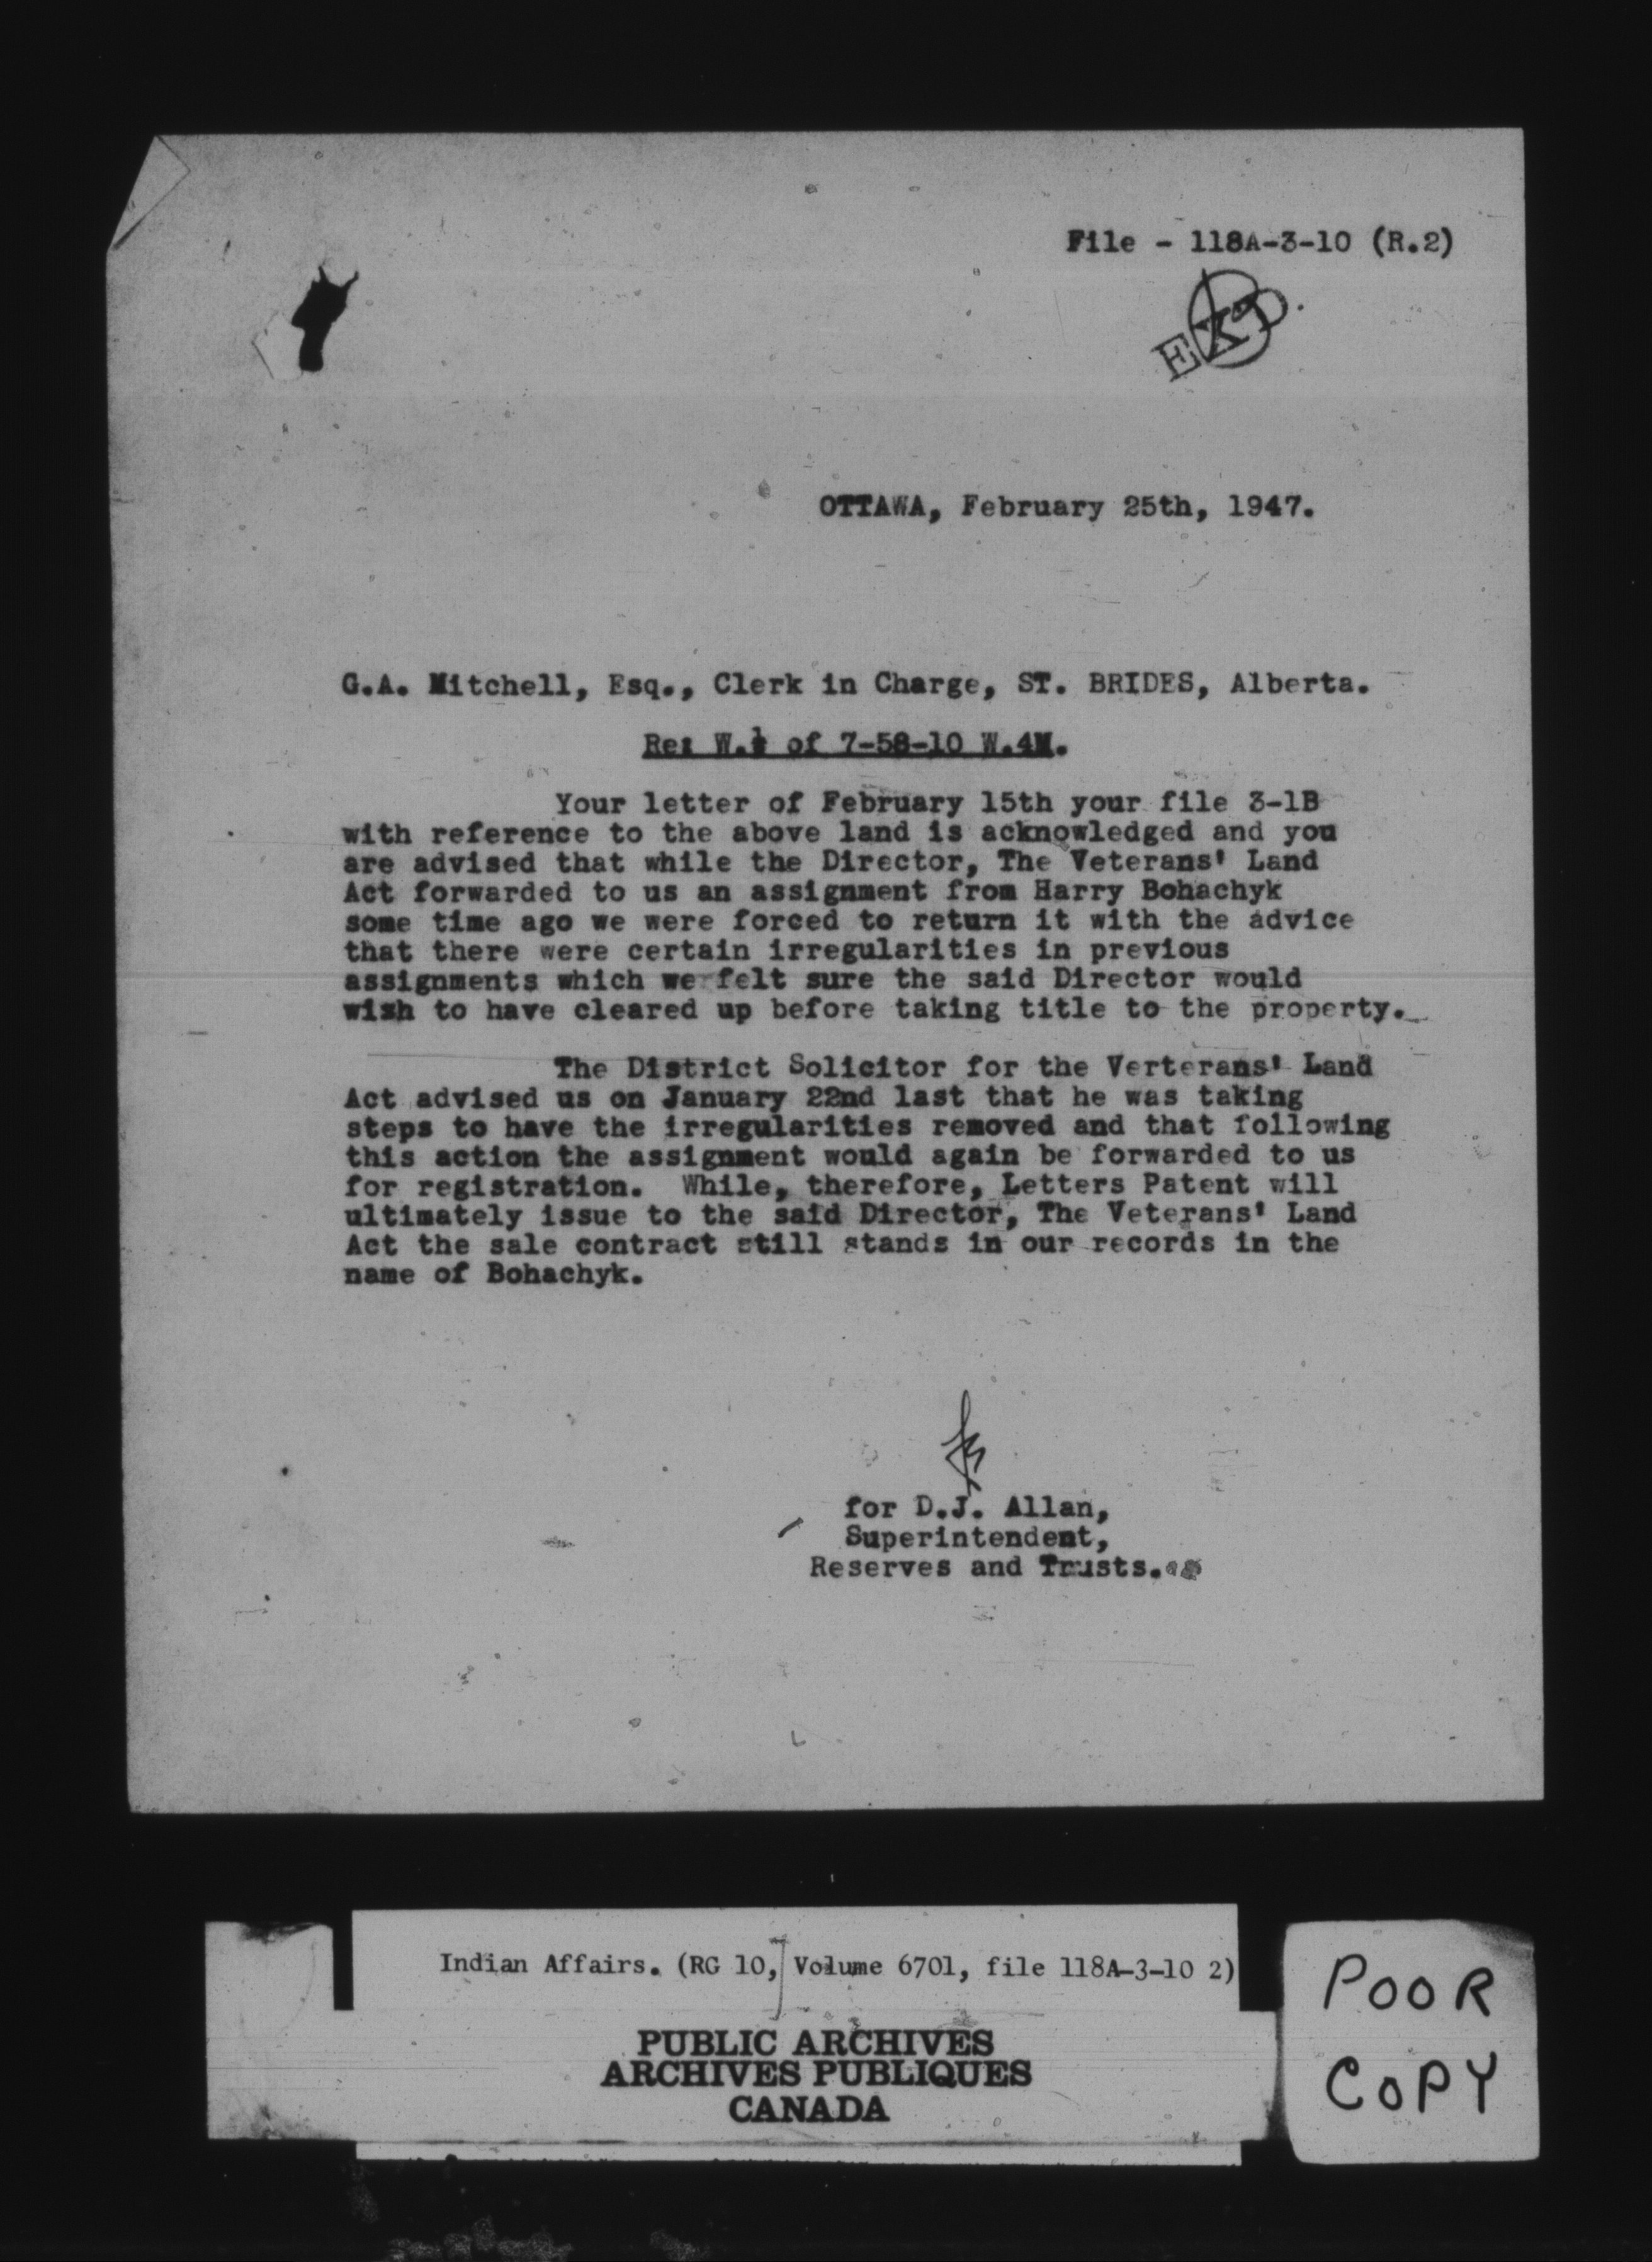 File - 118A-3-10 (R.2)
EKD.
OTTAWA, February 25th, 1947.
G.A. Mitchell, Esq., Clerk in Charge, ST. BRIDES, Alberta.
Re: W.½ of 7-58-10 W.4M.
Your letter of February 15th your file 3-1B
with reference to the above land is acknowledged and you
are advised that while the Director, The Veterans' Land
Act forwarded to us an assignment from Harry Bohachyk
some time ago we were forced to return it with the advice
that there were certain irregularities in previous
assignments which we felt sure the said Director would
wish to have cleared up before taking title to the property.
The District Solicitor for the Verterans' Land
Act advised us on January 22nd last that he was taking
steps to have the irregularities removed and that following
this action the assignment would again be forwarded to us
for registration. While, therefore, Letters Patent will
ultimately issue to the said Director, The Veterans' Land
Act the sale contract still stands in our records in the
name of Bohachyk.
for D.J. Allan,
Superintendent,
Reserves and Trusts.
Indian Affairs. (RG 10, Volume 6701, file 118A-3-10 2)
PUBLIC ARCHIVES
ARCHIVES PUBLIQUES
CANADA
POOR
COPY